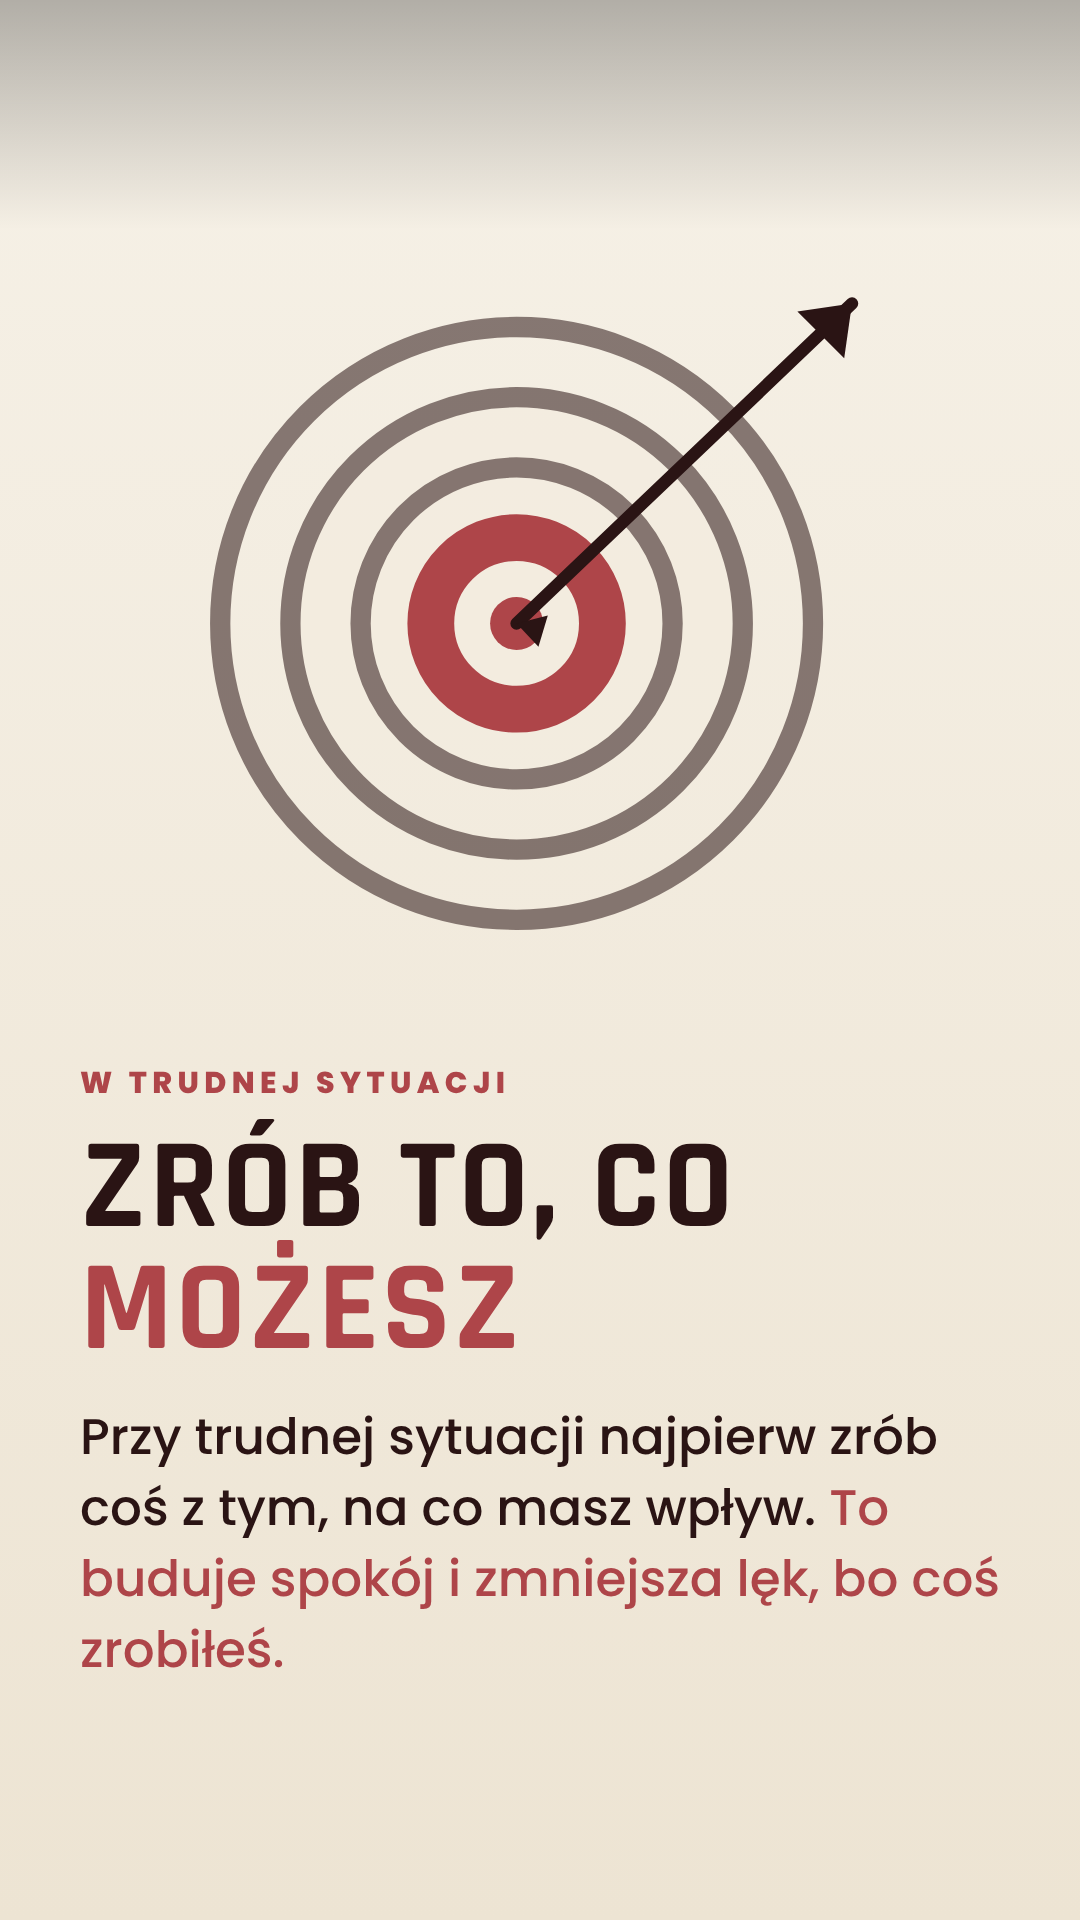 W TRUDNEJ SYTUACJI
ZRÓB TO, CO
MOŻESZ
Przy trudnej sytuacji najpierw zrób
coś z tym, na co masz wpływ. To
buduje spokój i zmniejsza lęk, bo coś
zrobiłeś.